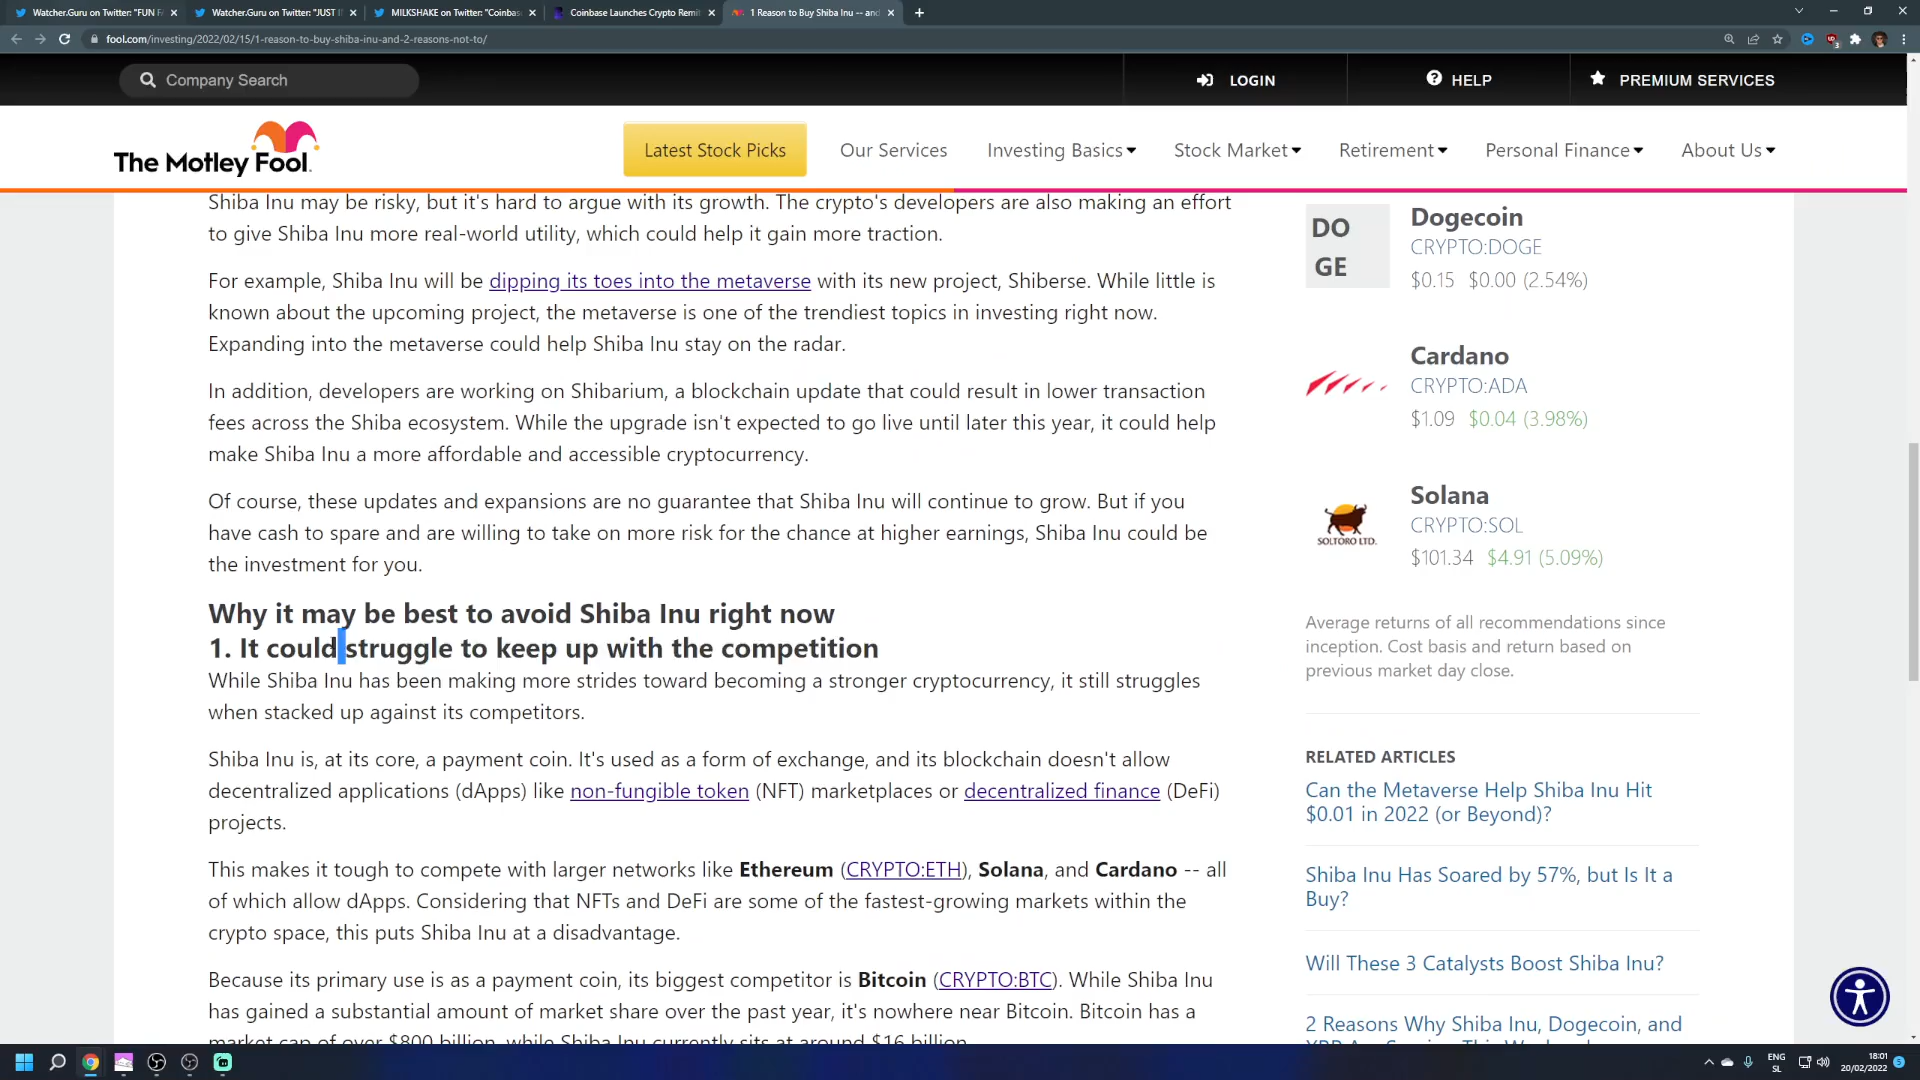 Watcher.Guru on Twitter: "FUN FA
Watcher.Guru on Twitter: "JUST I
MILKSHAKE on Twitter: "Coinbas
Coinbase Launches Crypto Remit
1 Reason to Buy Shiba Inu -- and
fool.com/investing/2022/02/15/1-reason-to-buy-shiba-inu-and-2-reasons-not-to/
Company Search
LOGIN
HELP
PREMIUM SERVICES
The Motley Fool.
Latest Stock Picks
Our Services
Investing Basics
Stock Market
Retirement
Personal Finance
About Us
Shiba Inu may be risky, but it's hard to argue with its growth. The crypto's developers are also making an effort
to give Shiba Inu more real-world utility, which could help it gain more traction.
For example, Shiba Inu will be dipping its toes into the metaverse with its new project, Shiberse. While little is
known about the upcoming project, the metaverse is one of the trendiest topics in investing right now.
Expanding into the metaverse could help Shiba Inu stay on the radar.
In addition, developers are working on Shibarium, a blockchain update that could result in lower transaction
fees across the Shiba ecosystem. While the upgrade isn't expected to go live until later this year, it could help
make Shiba Inu a more affordable and accessible cryptocurrency.
Of course, these updates and expansions are no guarantee that Shiba Inu will continue to grow. But if you
have cash to spare and are willing to take on more risk for the chance at higher earnings, Shiba Inu could be
the investment for you.
Why it may be best to avoid Shiba Inu right now
1. It could struggle to keep up with the competition
While Shiba Inu has been making more strides toward becoming a stronger cryptocurrency, it still struggles
when stacked up against its competitors.
Shiba Inu is, at its core, a payment coin. It's used as a form of exchange, and its blockchain doesn't allow
decentralized applications (dApps) like non-fungible token (NFT) marketplaces or decentralized finance (DeFi)
projects.
This makes it tough to compete with larger networks like Ethereum (CRYPTO:ETH), Solana, and Cardano -- all
of which allow dApps. Considering that NFTs and DeFi are some of the fastest-growing markets within the
crypto space, this puts Shiba Inu at a disadvantage.
Because its primary use is as a payment coin, its biggest competitor is Bitcoin (CRYPTO:BTC). While Shiba Inu
has gained a substantial amount of market share over the past year, it's nowhere near Bitcoin. Bitcoin has a
market cap of over $800 billion, while Shiba Inu currently sits at around $16 billion.
DO
GE
Dogecoin
CRYPTO:DOGE
$0.15 $0.00 (2.54%)
Cardano
CRYPTO:ADA
$1.09 $0.04 (3.98%)
SOLTORO LTD.
Solana
CRYPTO:SOL
$101.34 $4.91 (5.09%)
Average returns of all recommendations since
inception. Cost basis and return based on
previous market day close.
RELATED ARTICLES
Can the Metaverse Help Shiba Inu Hit
$0.01 in 2022 (or Beyond)?
Shiba Inu Has Soared by 57%, but Is It a
Buy?
Will These 3 Catalysts Boost Shiba Inu?
2 Reasons Why Shiba Inu, Dogecoin, and
ENG
SL
18:01
20/02/2022
5